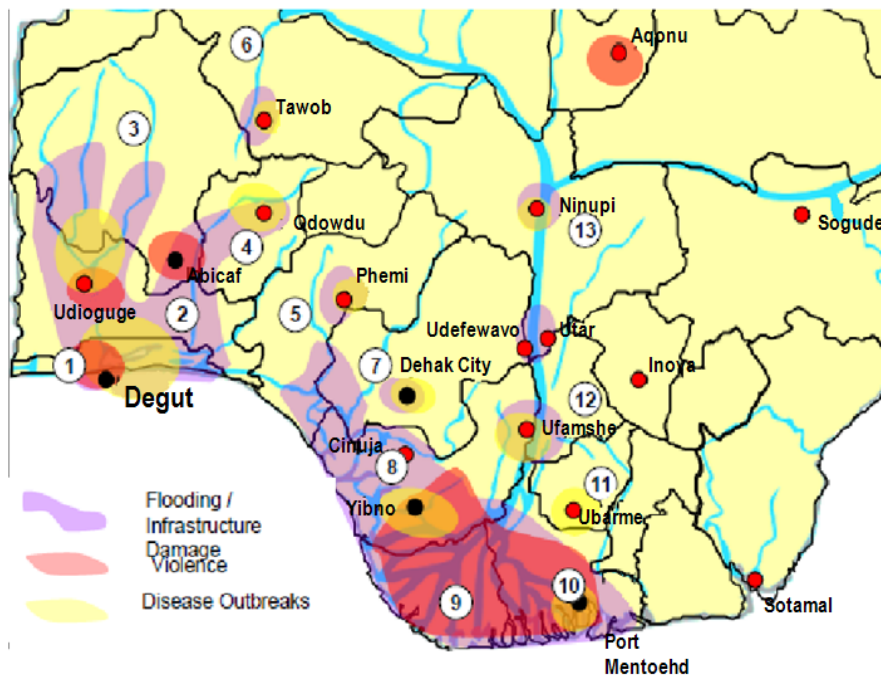 6
Aqonu
3
Tawob
4
Qdowdu
Ninupi
13
Sogude
Abicaf
Udioguge
2
5
Phemi
Udefewavo
Utar
1
Degut
7
Dehak City
Inoya
12
Cinuja
8
Ufamshe
11
Yibno
Ubarme
9
10
Port
Mentoehd
Sotamal
Flooding /
Infrastructure
Damage
Violence
Disease Outbreaks